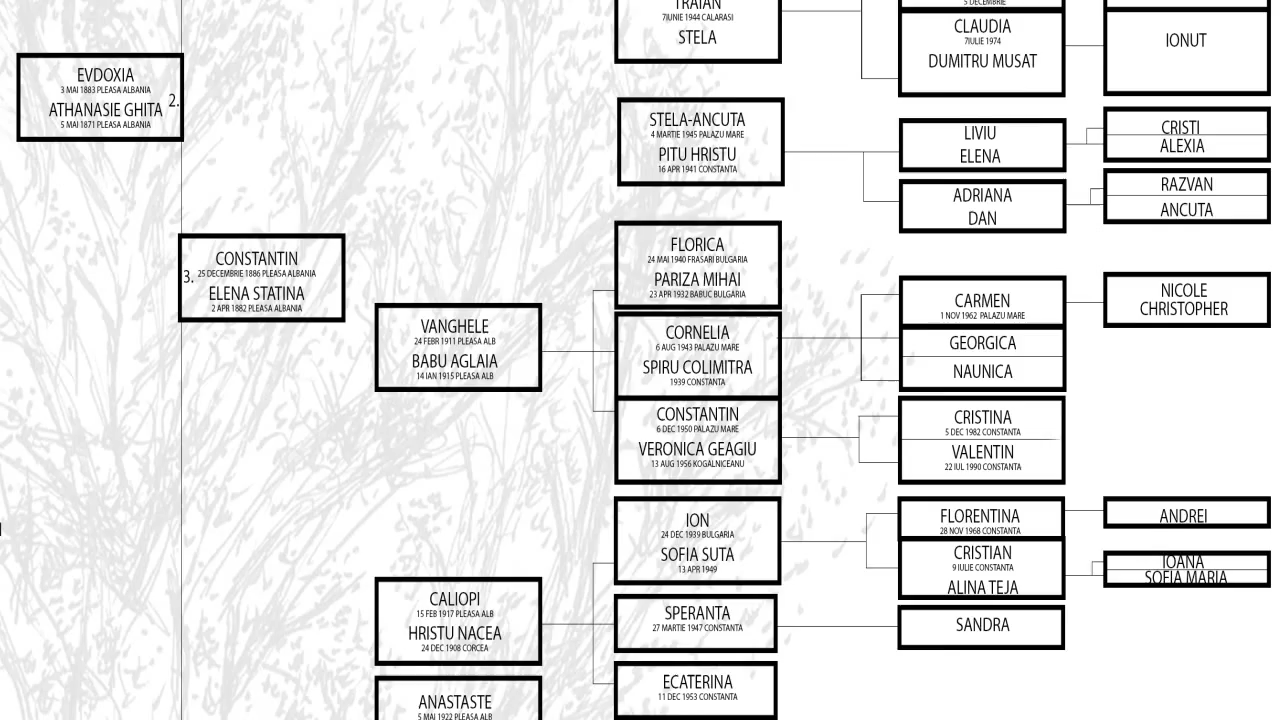 TRAIAN
7IUNIE 1944 CALARASI
STELA
5 DECEMBRIE
CLAUDIA
7IULIE 1974
DUMITRU MUSAT
IONUT
EVDOXIA
3 MAI 1883 PLEASA ALBANIA
ATHANASIE GHITA
5 MAI 1871 PLEASA ALBANIA
2.
STELA-ANCUTA
4 MARTIE 1945 PALAZU MARE
PITU HRISTU
16 APR 1941 CONSTANTA
LIVIU
ELENA
CRISTI
ALEXIA
ADRIANA
DAN
RAZVAN
ANCUTA
3.
CONSTANTIN
25 DECEMBRIE 1886 PLEASA ALBANIA
ELENA STATINA
2 APR 1882 PLEASA ALBANIA
VANGHELE
24 FEBR 1911 PLEASA ALB
BABU AGLAIA
14 IAN 1915 PLEASA ALB
FLORICA
24 MAI 1940 FRASARI BULGARIA
PARIZA MIHAI
23 APR 1932 BABUC BULGARIA
CORNELIA
6 AUG 1943 PALAZU MARE
SPIRU COLIMITRA
1939 CONSTANTA
CARMEN
1 NOV 1962 PALAZU MARE
GEORGICA
NAUNICA
NICOLE
CHRISTOPHER
CONSTANTIN
6 DEC 1950 PALAZU MARE
VERONICA GEAGIU
13 AUG 1956 KOGALNICEANU
CRISTINA
5 DEC 1982 CONSTANTA
VALENTIN
22 IUL 1990 CONSTANTA
CALIOPI
15 FEB 1917 PLEASA ALB
HRISTU NACEA
24 DEC 1908 CORCEA
ION
24 DEC 1939 BULGARIA
SOFIA SUTA
13 APR 1949
FLORENTINA
28 NOV 1968 CONSTANTA
CRISTIAN
9 IULIE CONSTANTA
ALINA TEJA
ANDREI
IOANA
SOFIA MARIA
SPERANTA
27 MARTIE 1947 CONSTANTA
SANDRA
ECATERINA
11 DEC 1953 CONSTANTA
ANASTASTE
5 MAI 1922 PLEASA ALB